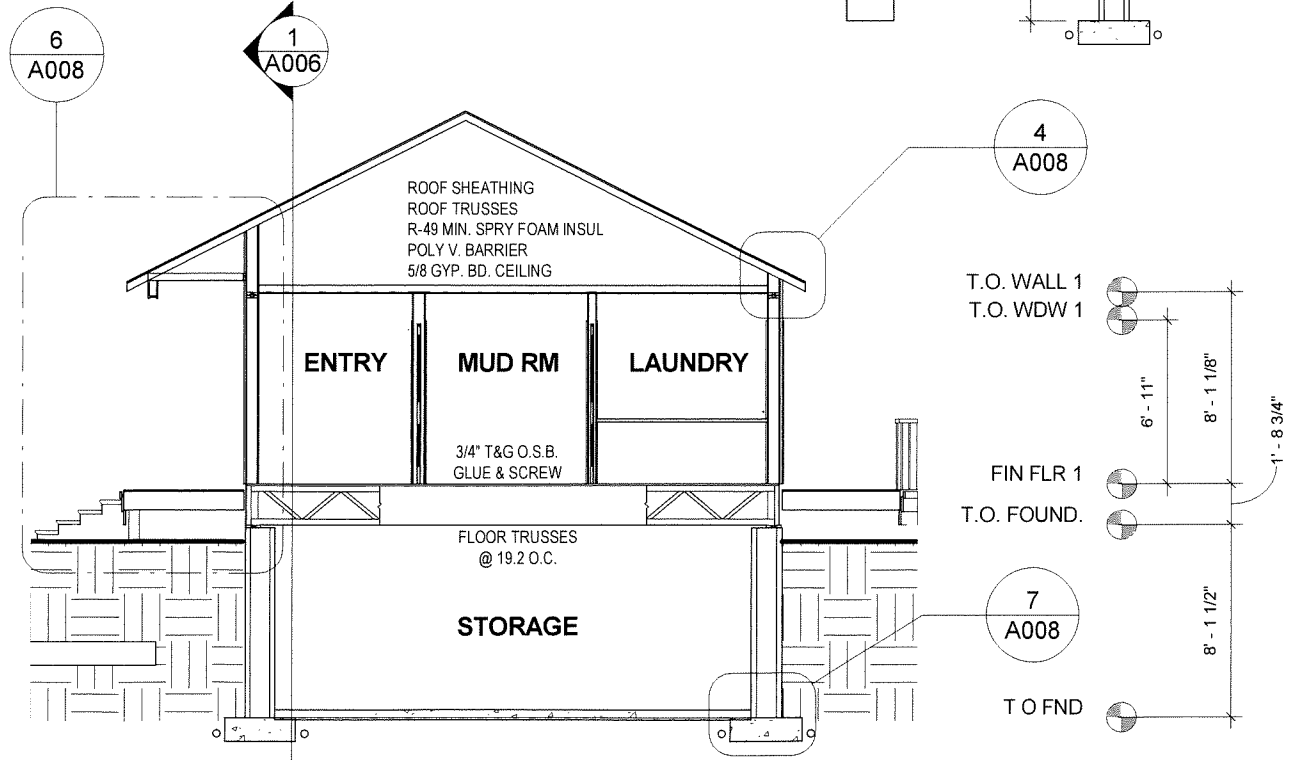 6
A008
1
A006
4
A008
ROOF SHEATHING
ROOF TRUSSES
R-49 MIN. SPRY FOAM INSUL
POLY V. BARRIER
5/8 GYP. BD. CEILING
T.O. WALL 1
T.O. WDW 1
ENTRY
MUD RM
LAUNDRY
6' - 11"
8' - 1 1/8"
1' - 8 3/4"
3/4" T&G O.S.B.
GLUE & SCREW
FIN FLR 1
T.O. FOUND.
FLOOR TRUSSES
@ 19.2 O.C.
7
A008
STORAGE
8' - 1 1/2"
T O FND